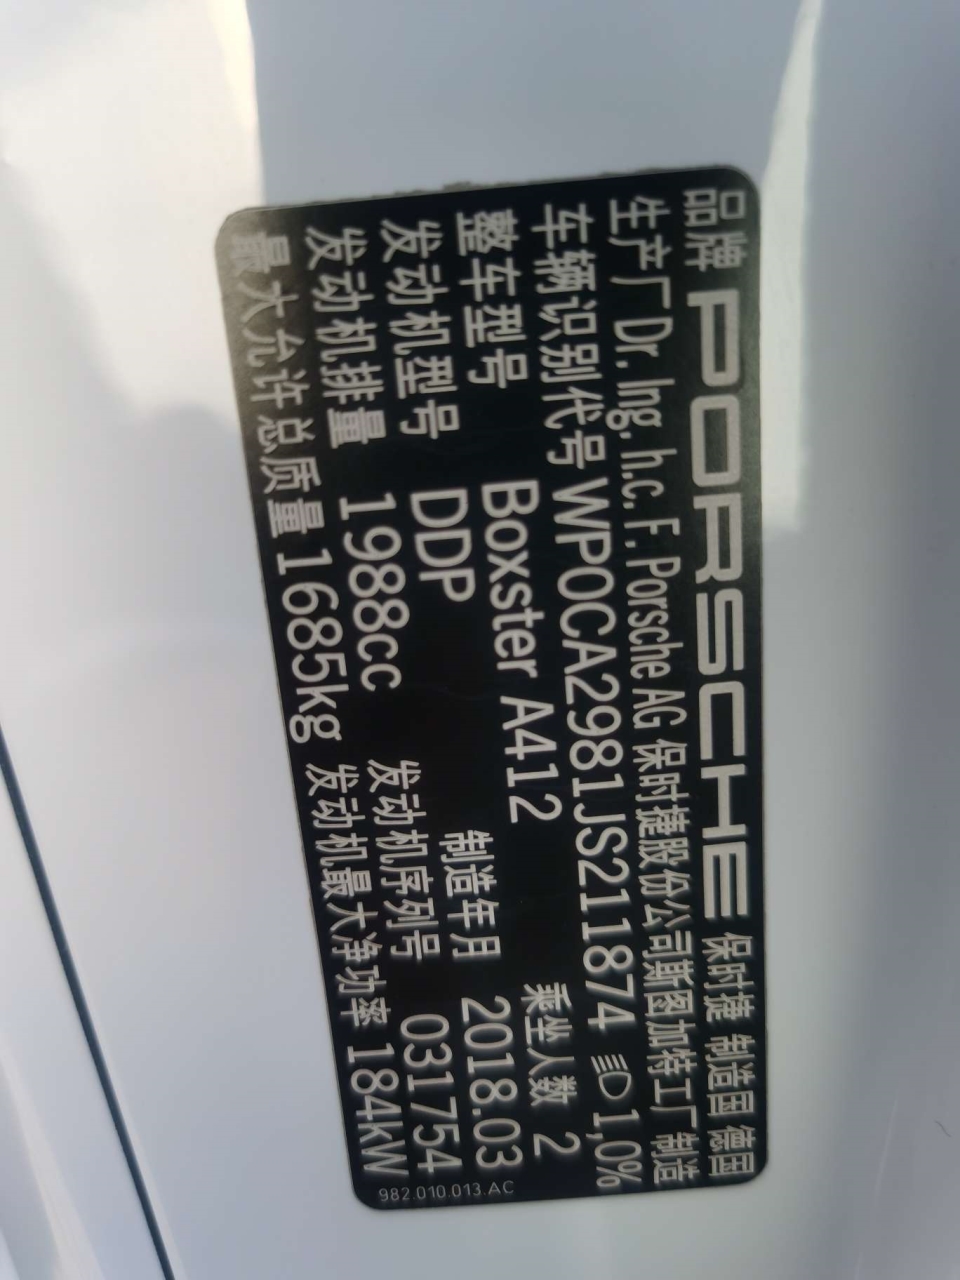 品牌 PORSCHE 保时捷 制造国 德国
生产厂 Dr. Ing. h.c. F. Porsche AG 保时捷股份公司斯图加特工厂 制造
车辆识别代号 WP0CA2981JS211874 1,0%
整车型号 Boxster A412 乘坐人数 2
发动机型号 DDP 制造年月 2018.03
发动机排量 1988cc 发动机序列号 031754
最大允许总质量 1685kg 发动机最大净功率 184kW
982.010.013.AC